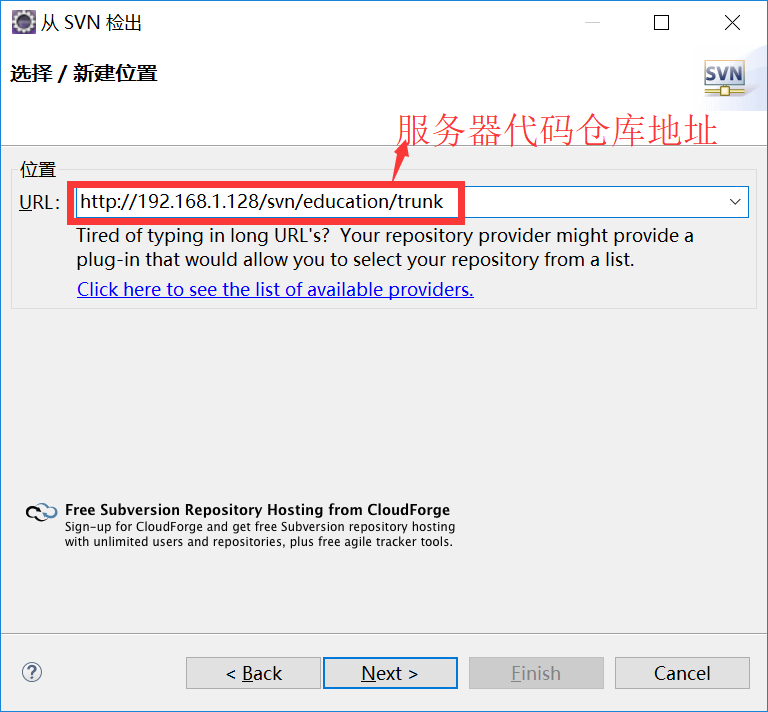 从 SVN 检出
选择 / 新建位置
SVN
服务器代码仓库地址
位置
URL: http://192.168.1.128/svn/education/trunk
Tired of typing in long URL's? Your repository provider might provide a
plug-in that would allow you to select your repository from a list.
Click here to see the list of available providers.
Free Subversion Repository Hosting from CloudForge
Sign-up for CloudForge and get free Subversion repository hosting
with unlimited users and repositories, plus free agile tracker tools.
?
< Back Next > Finish Cancel